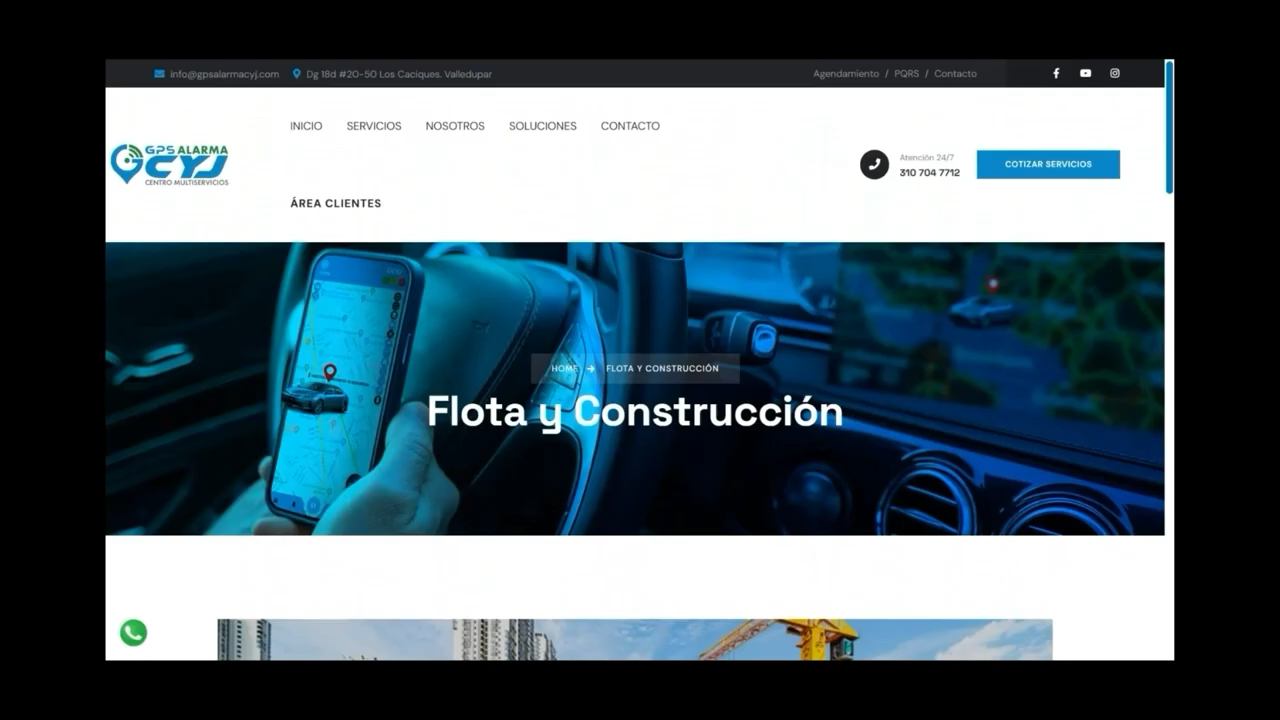 info@gpsalarmacyj.com Dg 18d #20-50 Los Caciques. Valledupar
Agendamiento / PQRS / Contacto
INICIO SERVICIOS NOSOTROS SOLUCIONES CONTACTO
GPS ALARMA
CYJ
CENTRO MULTISERVICIOS
Atención 24/7
310 704 7712
COTIZAR SERVICIOS
ÁREA CLIENTES
HOME → FLOTA Y CONSTRUCCIÓN
Flota y Construcción